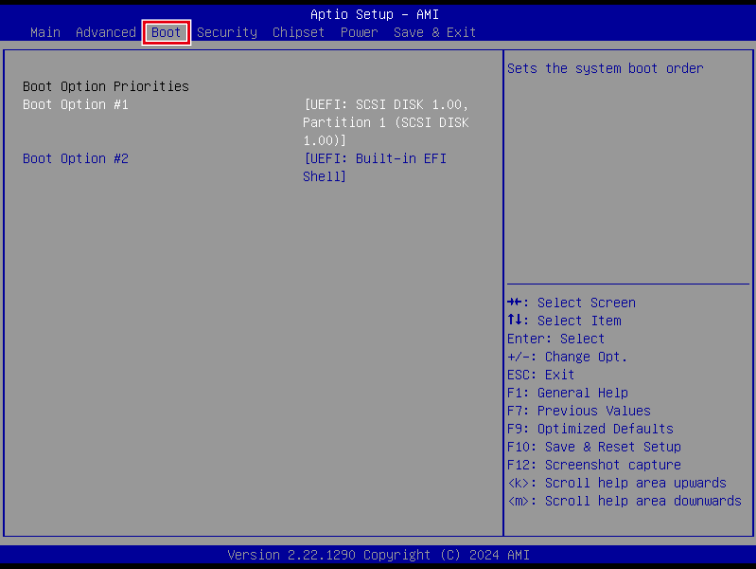 Aptio Setup - AMI
Main Advanced Boot Security Chipset Power Save & Exit
Boot Option Priorities
Boot Option #1 [UEFI: SCSI DISK 1.00,
Partition 1 (SCSI DISK
1.00)]
Boot Option #2 [UEFI: Built-in EFI
Shell]
Sets the system boot order
→←: Select Screen
↑↓: Select Item
Enter: Select
+/-: Change Opt.
ESC: Exit
F1: General Help
F7: Previous Values
F9: Optimized Defaults
F10: Save & Reset Setup
F12: Screenshot capture
<k>: Scroll help area upwards
<m>: Scroll help area downwards
Version 2.22.1290 Copyright (C) 2024 AMI